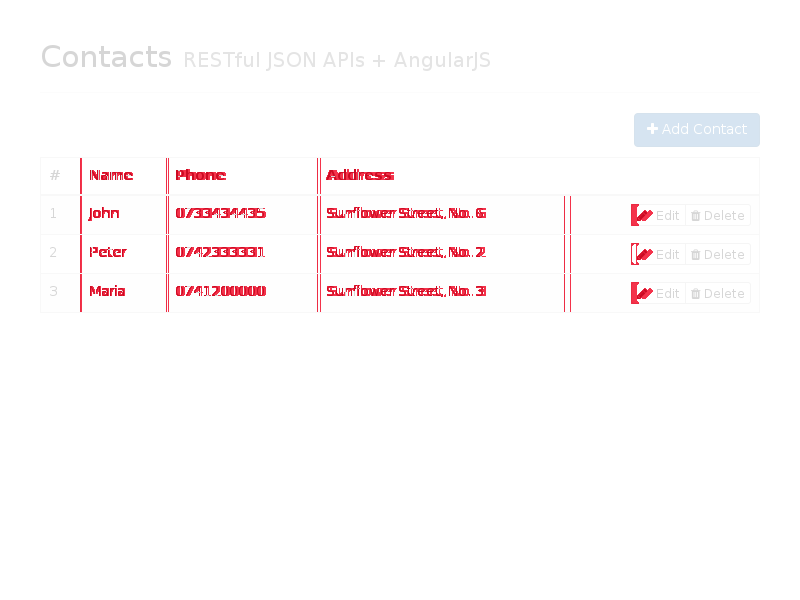 Contacts RESTful JSON APIs + AngularJS
Add Contact
# Name Phone Address
1 John 0733434435 Sunflower Street, No. 6 Edit Delete
2 Peter 0742333331 Sunflower Street, No. 2 Edit Delete
3 Maria 0741200000 Sunflower Street, No. 3 Edit Delete